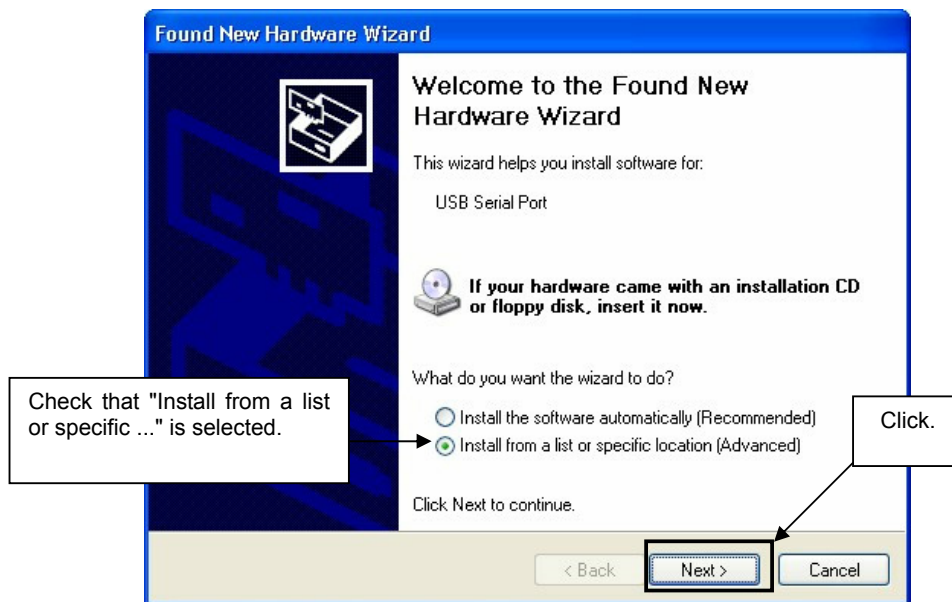 Found New Hardware Wizard
Welcome to the Found New
Hardware Wizard
This wizard helps you install software for:
USB Serial Port
If your hardware came with an installation CD
or floppy disk, insert it now.
What do you want the wizard to do?
Check that "Install from a list
or specific ..." is selected.
Install the software automatically (Recommended)
Install from a list or specific location (Advanced)
Click.
Click Next to continue.
< Back
Next >
Cancel